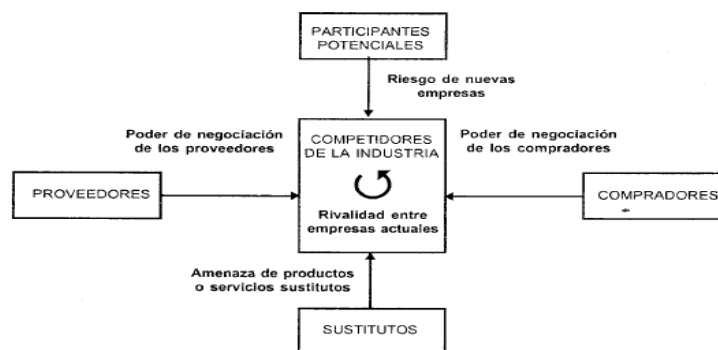 PARTICIPANTES
POTENCIALES
Riesgo de nuevas
empresas
Poder de negociación
de los proveedores
COMPETIDORES
DE LA INDUSTRIA
Poder de negociación
de los compradores
PROVEEDORES
Rivalidad entre
empresas actuales
COMPRADORES
Amenaza de productos
o servicios sustitutos
SUSTITUTOS